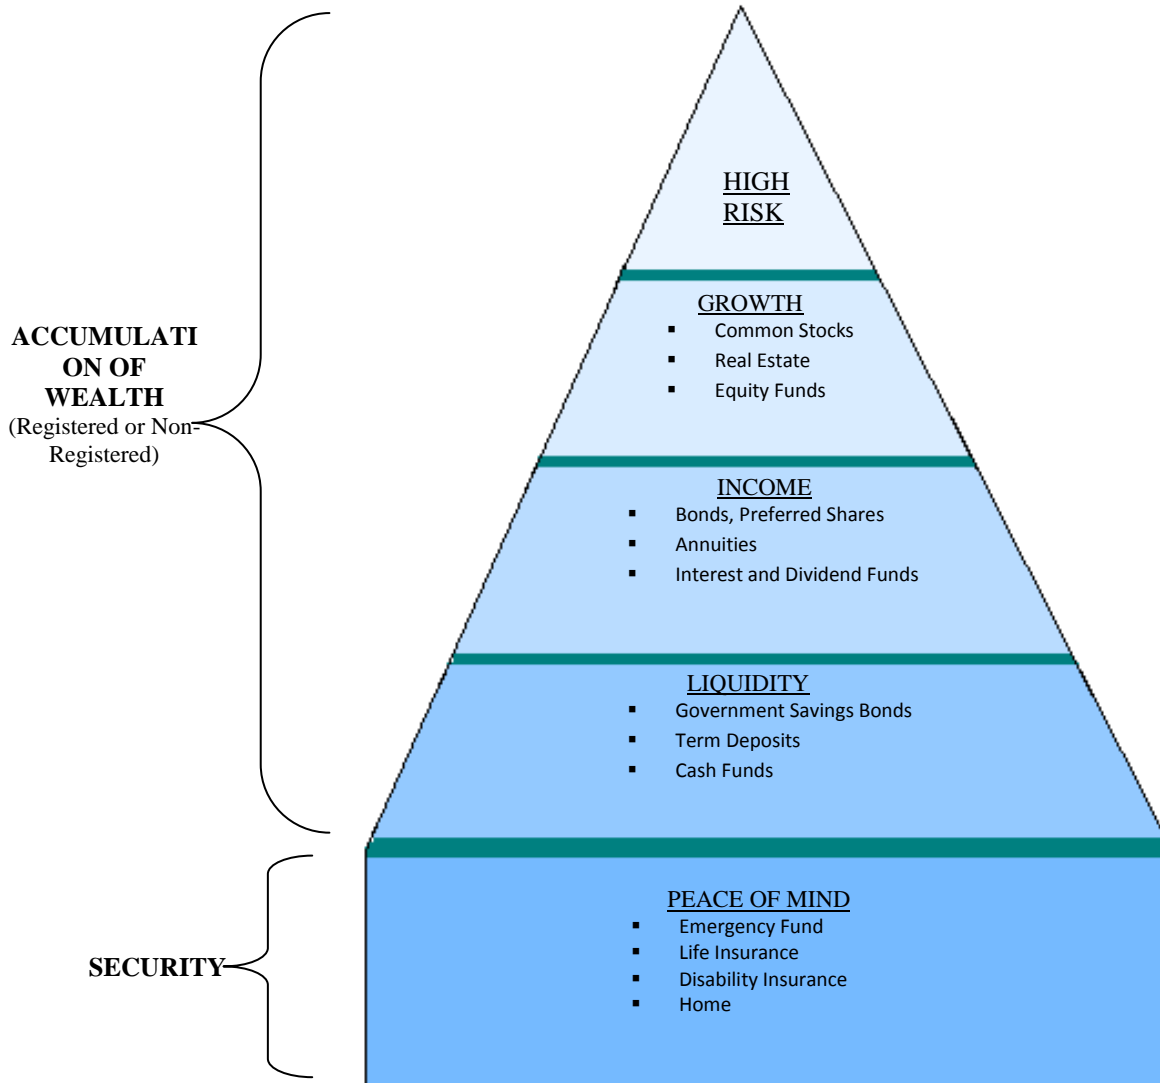 HIGH
RISK
GROWTH
▪ Common Stocks
▪ Real Estate
▪ Equity Funds
ACCUMULATI
ON OF
WEALTH
(Registered or Non-
Registered)
INCOME
▪ Bonds, Preferred Shares
▪ Annuities
▪ Interest and Dividend Funds
LIQUIDITY
▪ Government Savings Bonds
▪ Term Deposits
▪ Cash Funds
PEACE OF MIND
▪ Emergency Fund
▪ Life Insurance
▪ Disability Insurance
▪ Home
SECURITY